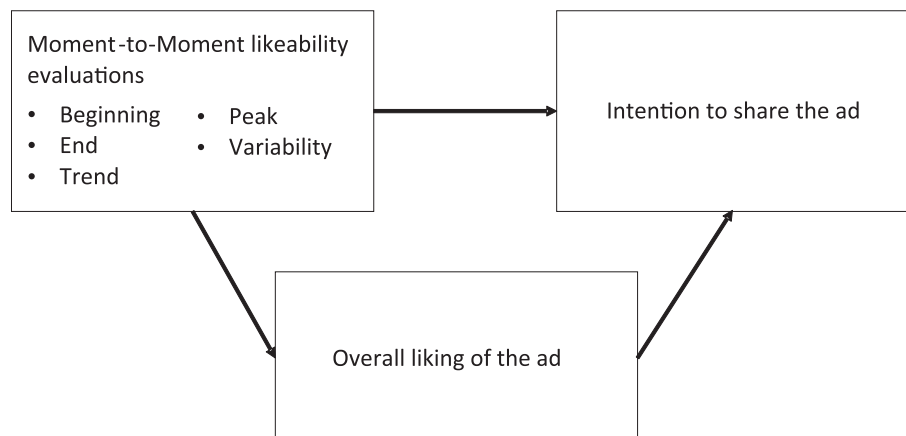 Moment-to-Moment likeability
evaluations
• Beginning
• End
• Trend
• Peak
• Variability
Intention to share the ad
Overall liking of the ad